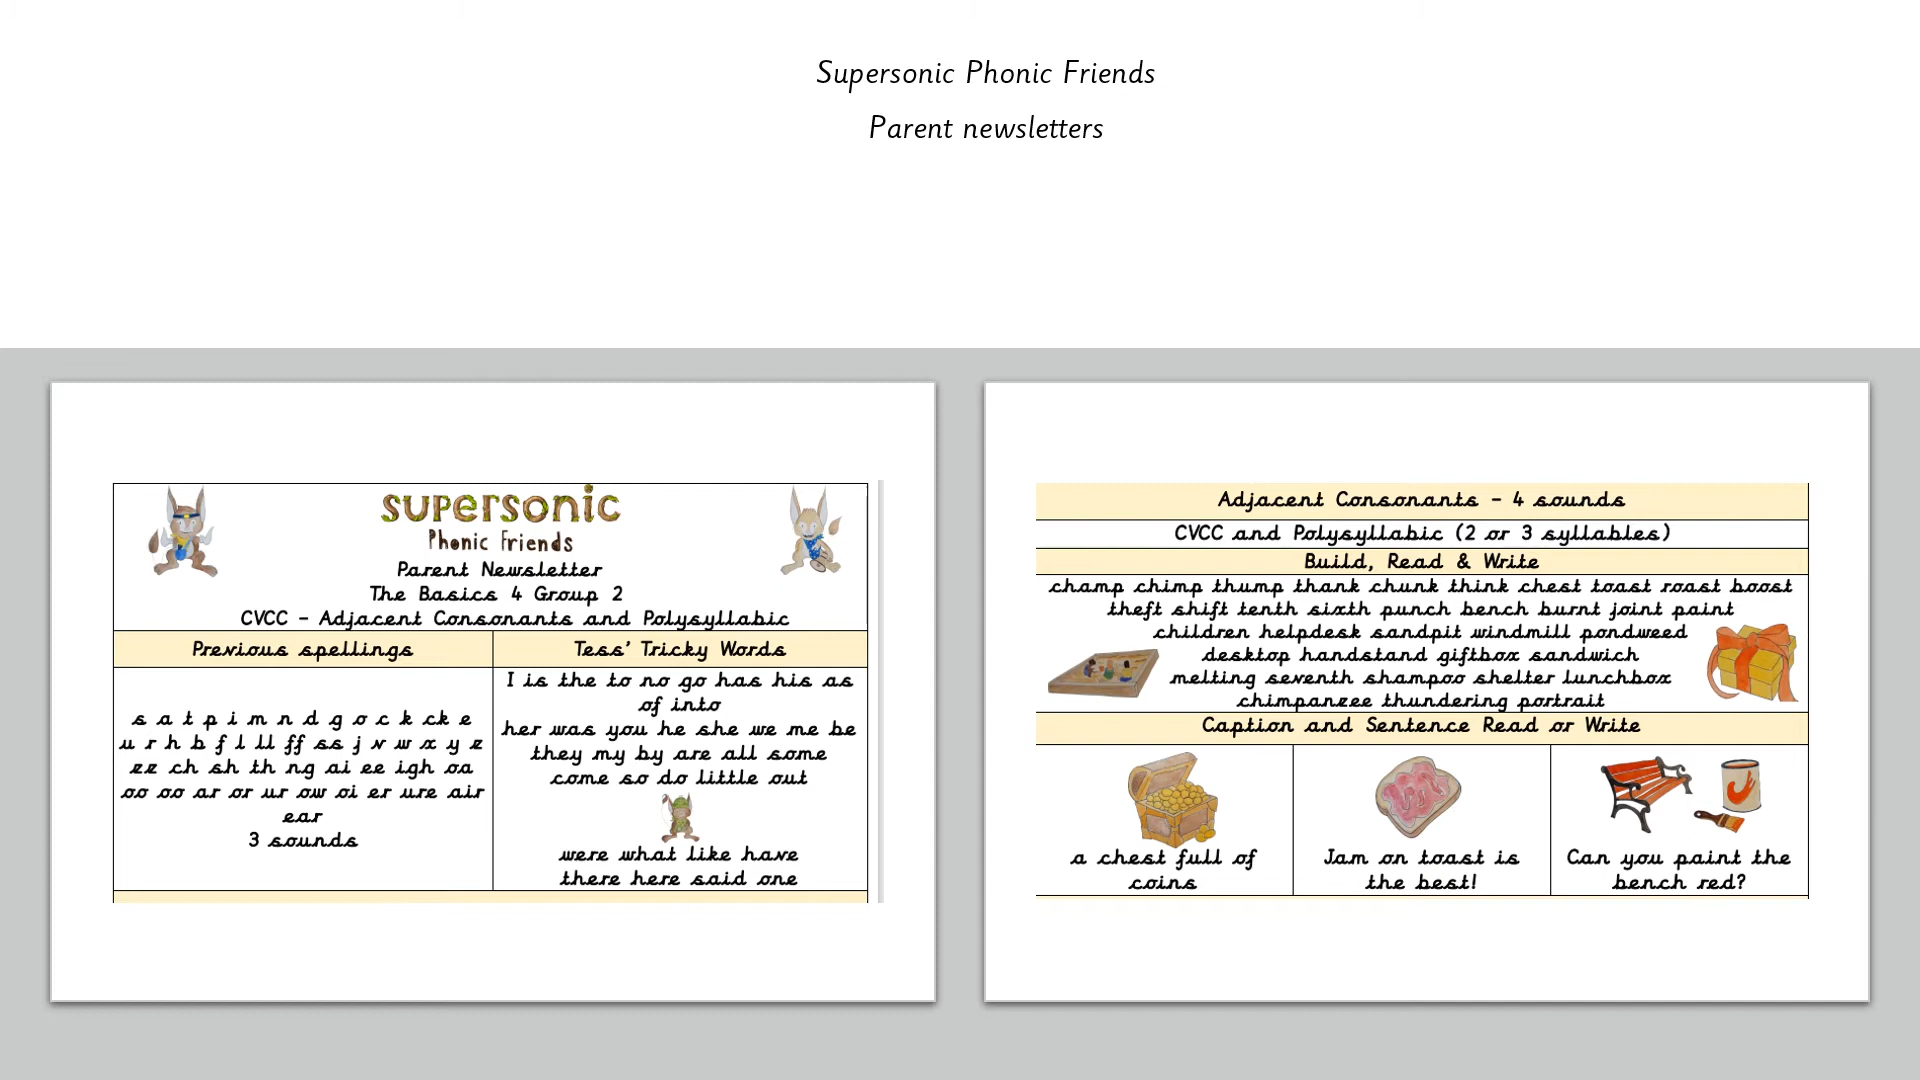 Supersonic Phonic Friends
Parent newsletters
supersonic
Phonic Friends
Parent Newsletter
The Basics 4 Group 2
CVCC - Adjacent Consonants and Polysyllabic
Previous spellings
s a t p i m n d g o c k ck e
u r h b f l ll ff ss j v w x y z
zz ch sh th ng ai ee igh oa
oo oo ar or ur ow oi er ure air
ear
3 sounds
Tess' Tricky Words
I is the to no go has his as
of into
her was you he she we me be
they my by are all some
come so do little out
were what like have
there here said one
Adjacent Consonants - 4 sounds
CVCC and Polysyllabic (2 or 3 syllables)
Build, Read & Write
champ chimp thump thank chunk think chest toast roast boost
theft shift tenth sixth punch bench burnt joint paint
children helpdesk sandpit windmill pondweed
desktop handstand giftbox sandwich
melting seventh shampoo shelter lunchbox
chimpanzee thundering portrait
Caption and Sentence Read or Write
a chest full of
coins
Jam on toast is
the best!
Can you paint the
bench red?